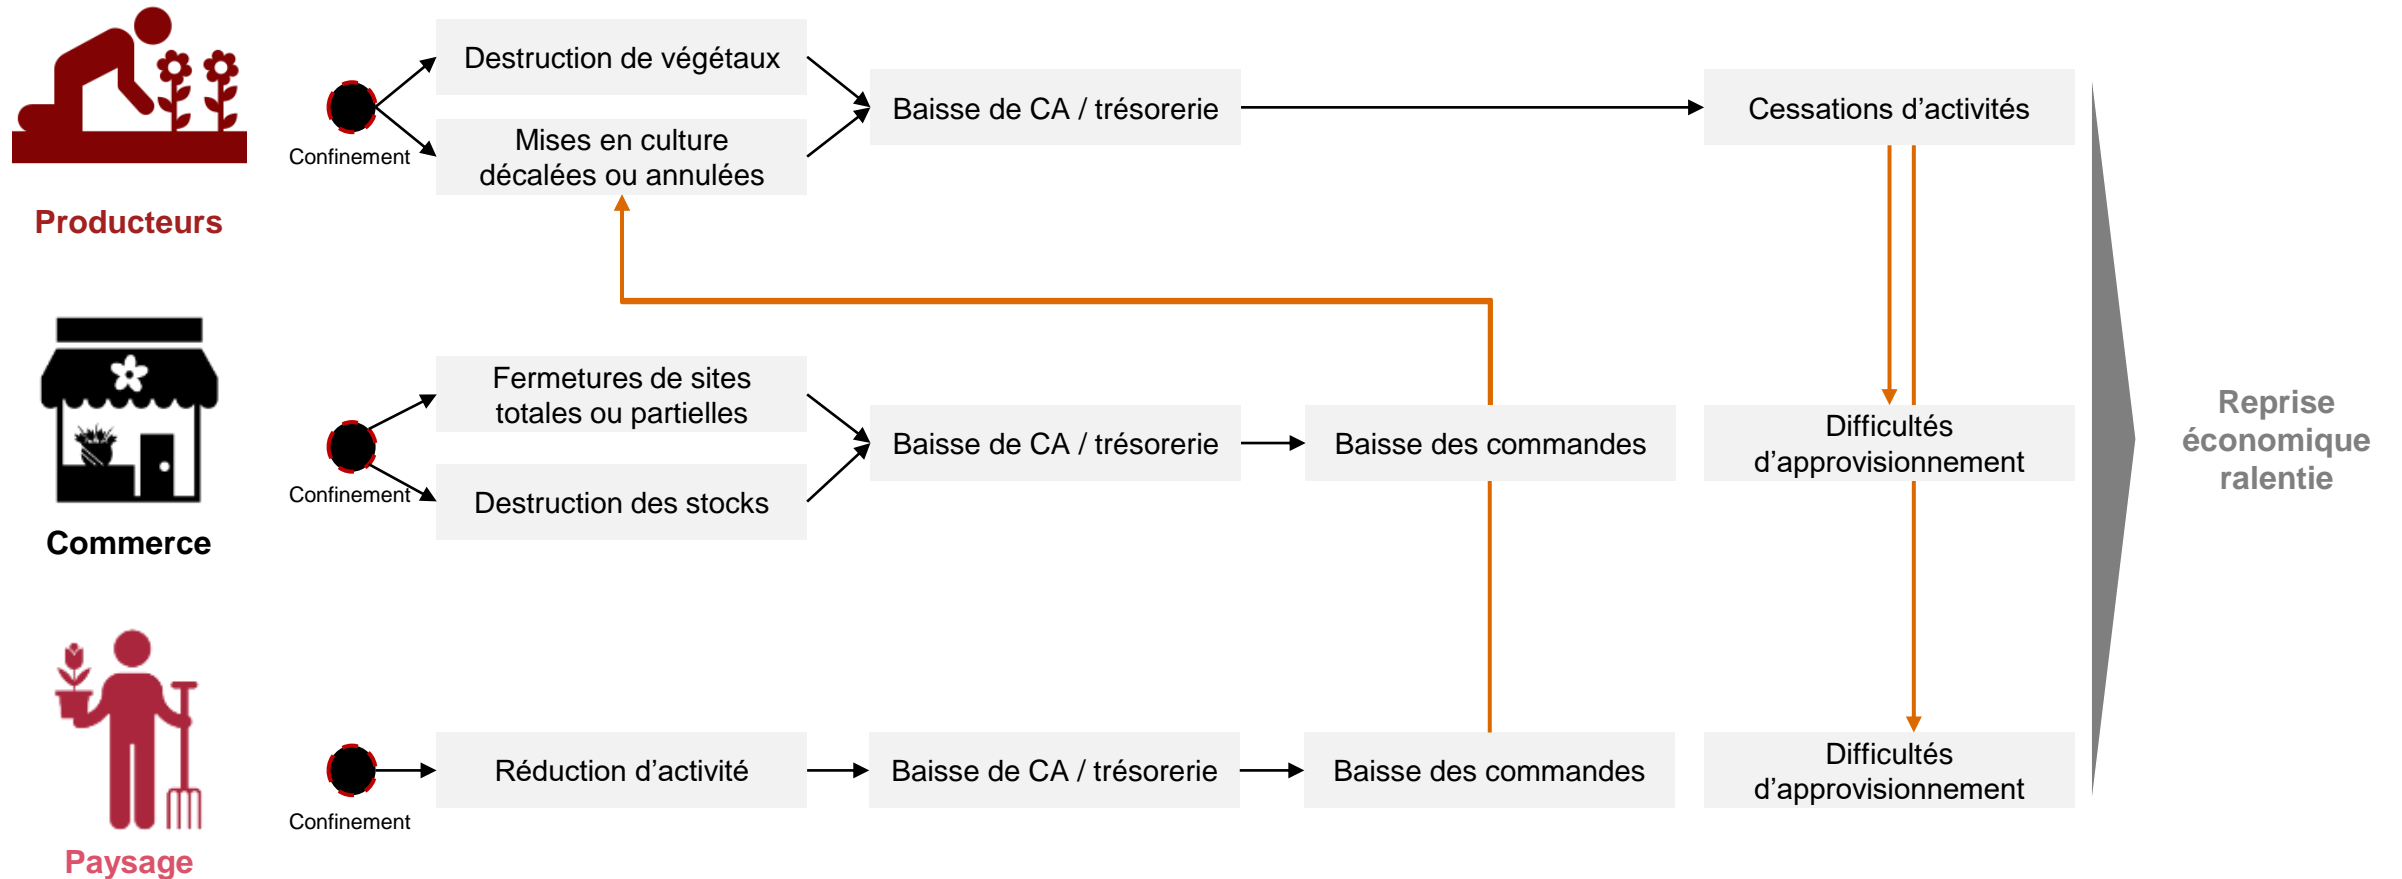 Destruction de végétaux
Mises en culture
décalées ou annulées
Baisse de CA / trésorerie
Cessations d’activités
Confinement
Producteurs
Fermetures de sites
totales ou partielles
Destruction des stocks
Baisse de CA / trésorerie
Baisse des commandes
Difficultés
d’approvisionnement
Confinement
Commerce
Reprise
économique
ralentie
Réduction d’activité
Baisse de CA / trésorerie
Baisse des commandes
Difficultés
d’approvisionnement
Confinement
Paysage